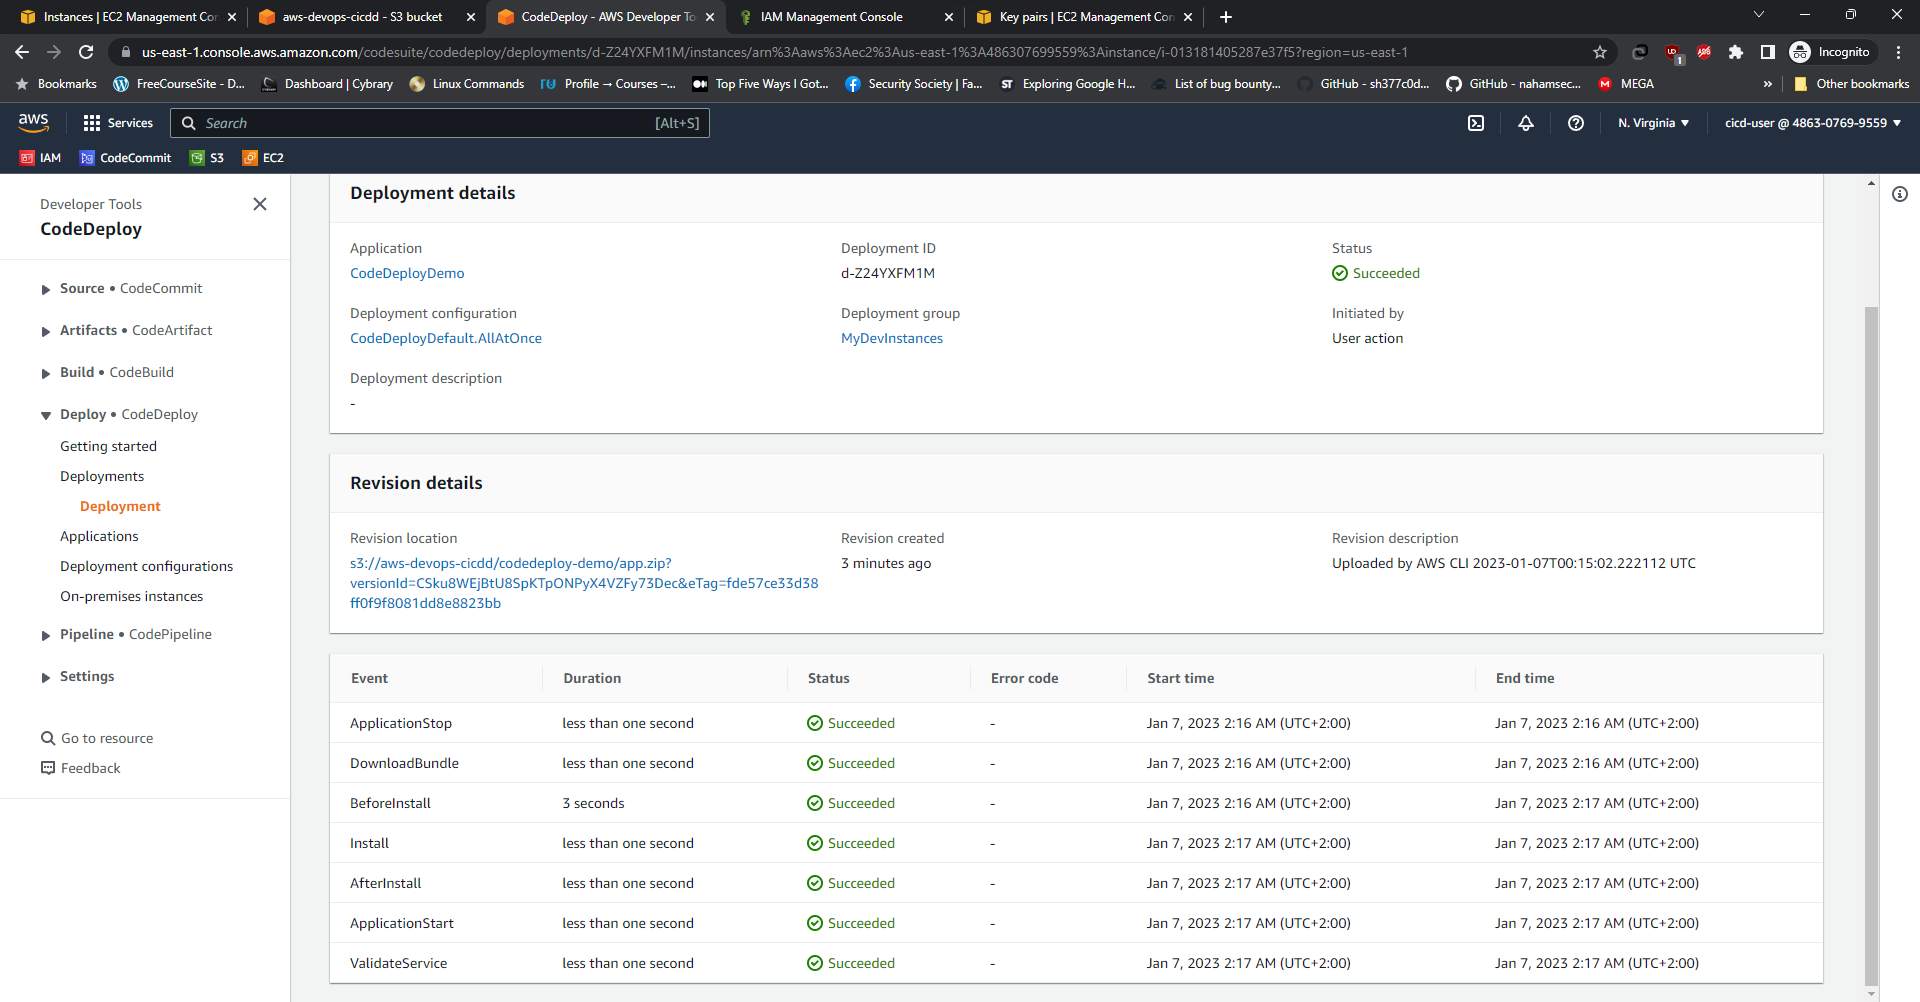 Instances | EC2 Management Con
aws-devops-cicdd - S3 bucket
CodeDeploy - AWS Developer To
IAM Management Console
Key pairs | EC2 Management Con
us-east-1.console.aws.amazon.com/codesuite/codedeploy/deployments/d-Z24YXFM1M/instances/arn%3Aaws%3Aec2%3Aus-east-1%3A486307699559%3Ainstance/i-013181405287e37f5?region=us-east-1
1
Incognito
Bookmarks
FreeCourseSite - D...
Dashboard | Cybrary
Linux Commands
Profile → Courses –...
Top Five Ways I Got...
Security Society | Fa...
ST
Exploring Google H...
List of bug bounty...
GitHub - sh377c0d...
GitHub - nahamsec...
MEGA
»
Other bookmarks
aws
Services
Search
[Alt+S]
N. Virginia
cicd-user @ 4863-0769-9559
IAM
CodeCommit
S3
EC2
Developer Tools
CodeDeploy
Source • CodeCommit
Artifacts • CodeArtifact
Build • CodeBuild
Deploy • CodeDeploy
Getting started
Deployments
Deployment
Applications
Deployment configurations
On-premises instances
Pipeline • CodePipeline
Settings
Go to resource
Feedback
Deployment details
Application
CodeDeployDemo
Deployment ID
d-Z24YXFM1M
Status
Succeeded
Deployment configuration
CodeDeployDefault.AllAtOnce
Deployment group
MyDevInstances
Initiated by
User action
Deployment description
-
Revision details
Revision location
s3://aws-devops-cicdd/codedeploy-demo/app.zip?
versionId=CSku8WEjBtU8SpKTpONPyX4VZFy73Dec&eTag=fde57ce33d38
ff0f9f8081dd8e8823bb
Revision created
3 minutes ago
Revision description
Uploaded by AWS CLI 2023-01-07T00:15:02.222112 UTC
Event Duration Status Error code Start time End time
ApplicationStop less than one second Succeeded - Jan 7, 2023 2:16 AM (UTC+2:00) Jan 7, 2023 2:16 AM (UTC+2:00)
DownloadBundle less than one second Succeeded - Jan 7, 2023 2:16 AM (UTC+2:00) Jan 7, 2023 2:16 AM (UTC+2:00)
BeforeInstall 3 seconds Succeeded - Jan 7, 2023 2:16 AM (UTC+2:00) Jan 7, 2023 2:17 AM (UTC+2:00)
Install less than one second Succeeded - Jan 7, 2023 2:17 AM (UTC+2:00) Jan 7, 2023 2:17 AM (UTC+2:00)
AfterInstall less than one second Succeeded - Jan 7, 2023 2:17 AM (UTC+2:00) Jan 7, 2023 2:17 AM (UTC+2:00)
ApplicationStart less than one second Succeeded - Jan 7, 2023 2:17 AM (UTC+2:00) Jan 7, 2023 2:17 AM (UTC+2:00)
ValidateService less than one second Succeeded - Jan 7, 2023 2:17 AM (UTC+2:00) Jan 7, 2023 2:17 AM (UTC+2:00)